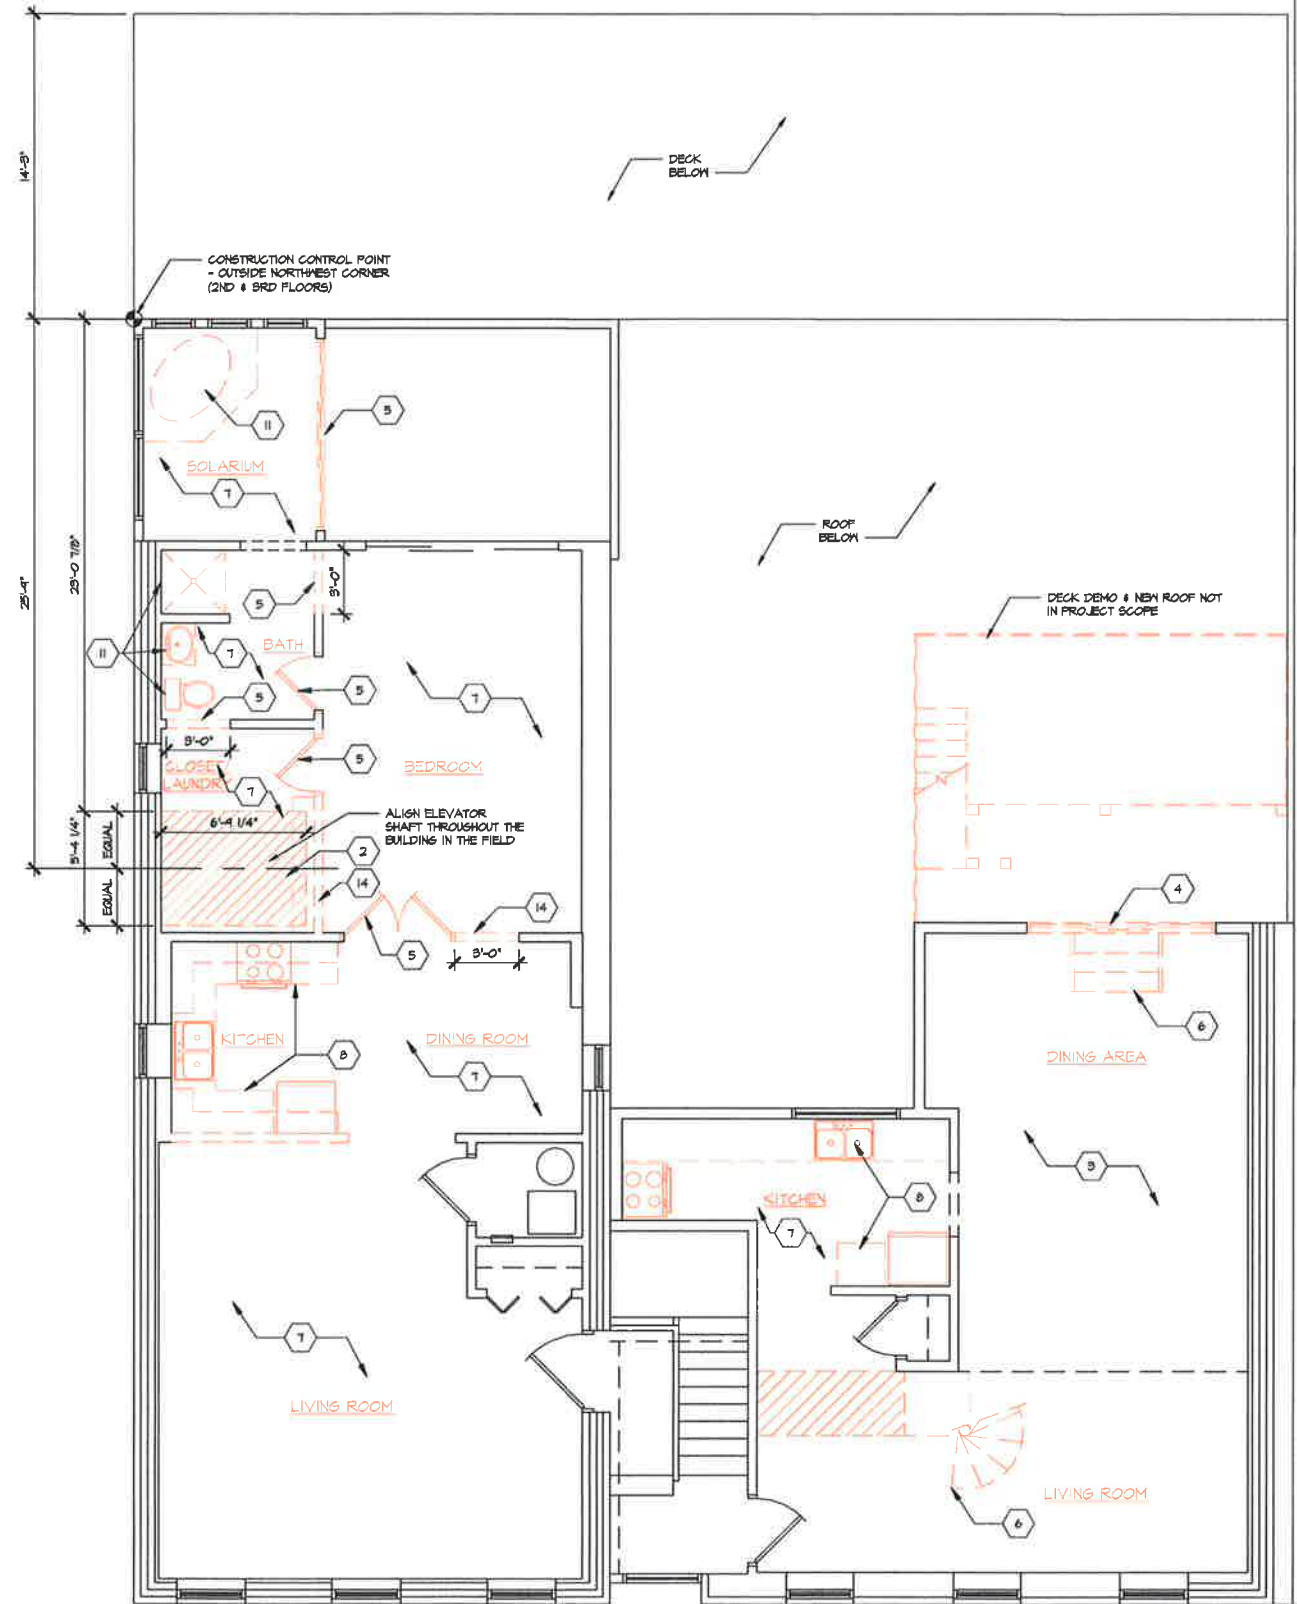 14'-8"
DECK
BELOW
CONSTRUCTION CONTROL POINT
- OUTSIDE NORTHWEST CORNER
(2ND & 3RD FLOORS)
5
11
SOLARIUM
7
ROOF
BELOW
25'-4"
23'-0 7/8"
3'-0"
5
DECK DEMO & NEW ROOF NOT
IN PROJECT SCOPE
11
BATH
7
5
5
7
3'-0"
5
CLOSET
LAUNDRY
BEDROOM
7
ALIGN ELEVATOR
SHAFT THROUGHOUT THE
BUILDING IN THE FIELD
6'-4 1/4"
5'-4 1/4"
EQUAL
2
14
EQUAL
14
4
5
3'-0"
6
KITCHEN
DINING ROOM
8
DINING AREA
7
3
KITCHEN
8
7
7
LIVING ROOM
LIVING ROOM
6